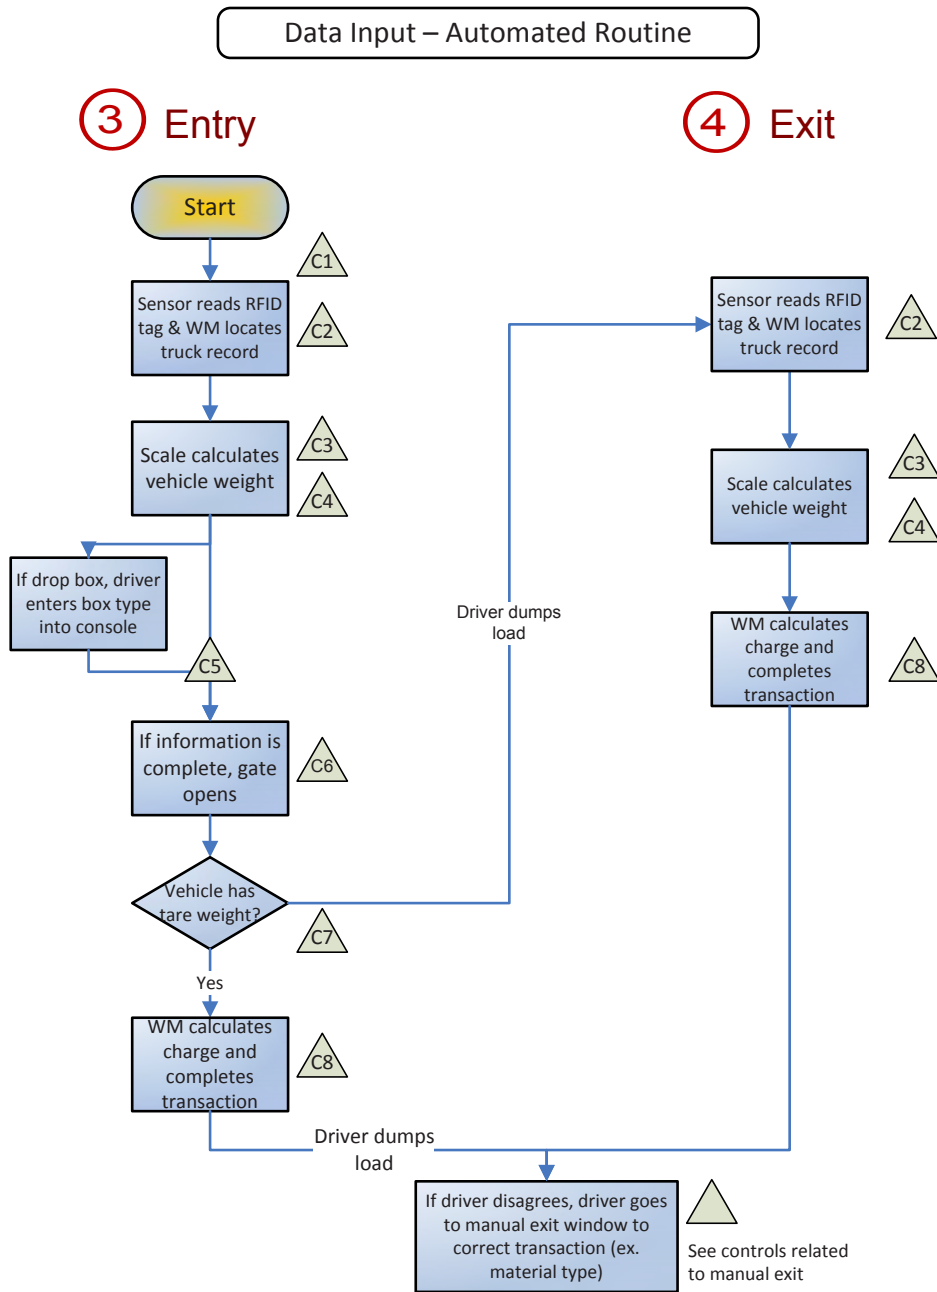 Data Input – Automated Routine
3 Entry
Start
C1
Sensor reads RFID
tag & WM locates
truck record
C2
Scale calculates
vehicle weight
C3
C4
If drop box, driver
enters box type
into console
C5
If information is
complete, gate
opens
C6
Vehicle has
tare weight?
C7
Yes
WM calculates
charge and
completes
transaction
C8
Driver dumps
load
Driver dumps
load
4 Exit
Sensor reads RFID
tag & WM locates
truck record
C2
Scale calculates
vehicle weight
C3
C4
WM calculates
charge and
completes
transaction
C8
If driver disagrees, driver goes
to manual exit window to
correct transaction (ex.
material type)
See controls related
to manual exit